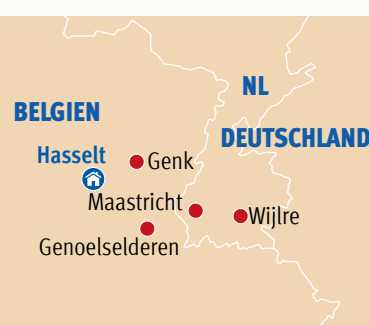 NL
BELGIEN
DEUTSCHLAND
Hasselt
Genk
Maastricht
Wijlre
Genoelselderen